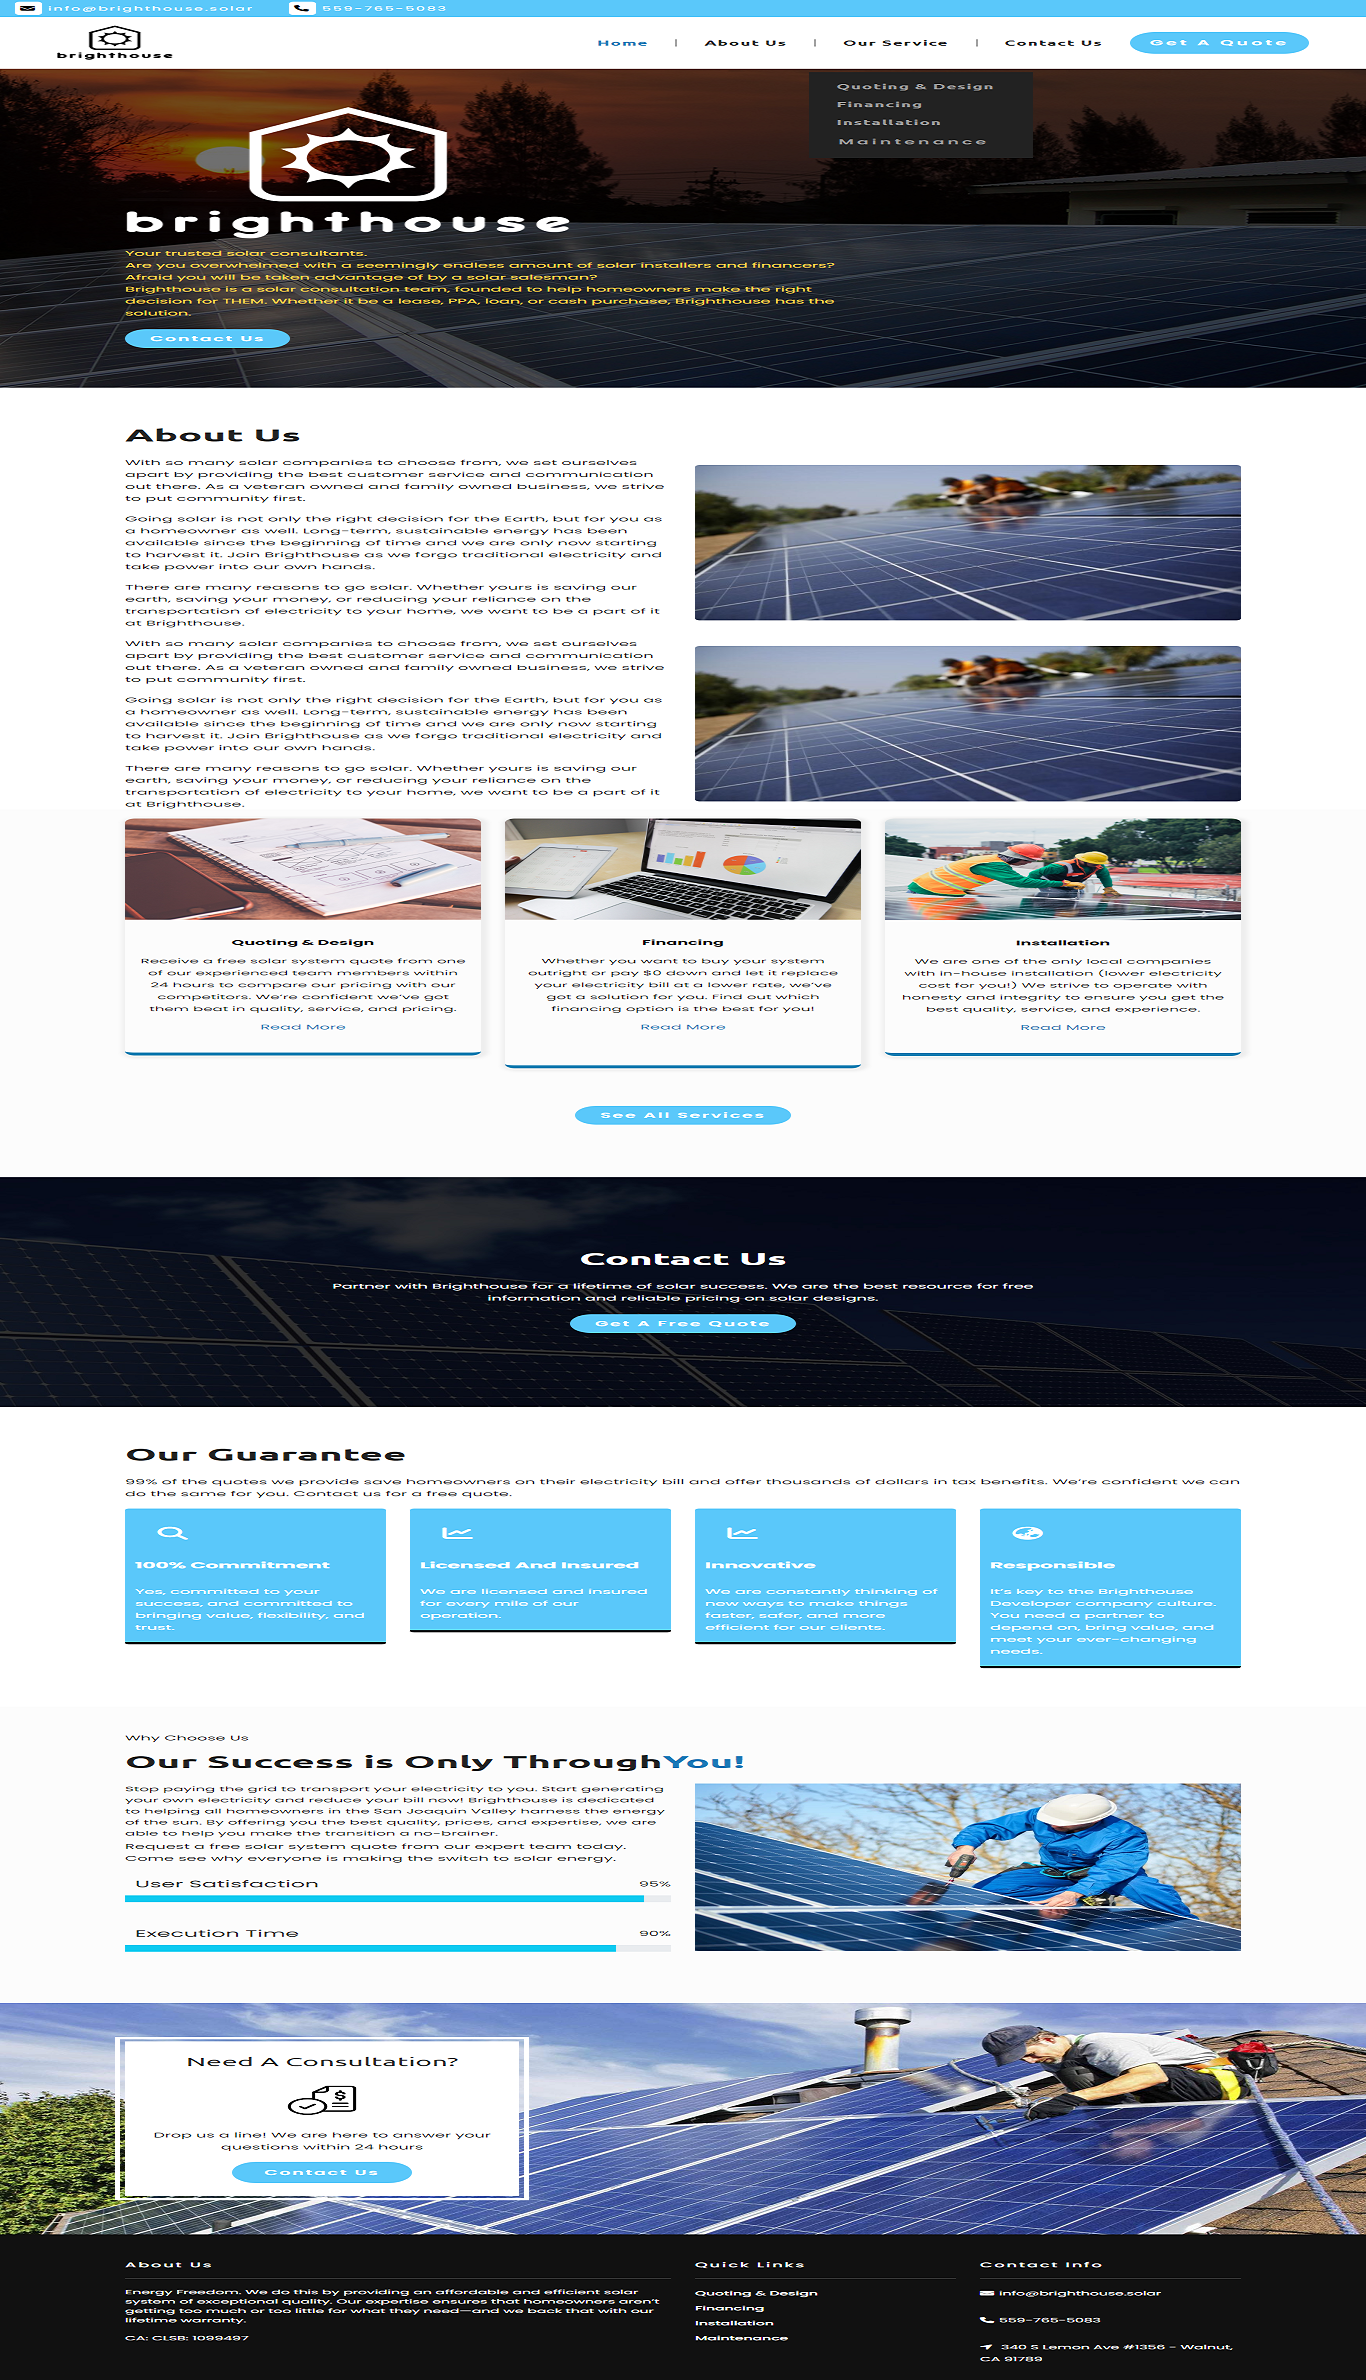 info@brighthouse.solar 559-765-5083
brighthouse
Home | About Us | Our Service | Contact Us Get A Quote
Quoting & Design
Financing
Installation
Maintenance
brighthouse
Your trusted solar consultants.
Are you overwhelmed with a seemingly endless amount of solar installers and financers?
Afraid you will be taken advantage of by a solar salesman?
Brighthouse is a solar consultation team, founded to help homeowners make the right
decision for THEM. Whether it be a lease, PPA, loan, or cash purchase, Brighthouse has the
solution.
Contact Us
About Us
With so many solar companies to choose from, we set ourselves
apart by providing the best customer service and communication
out there. As a veteran owned and family owned business, we strive
to put community first.
Going solar is not only the right decision for the Earth, but for you as
a homeowner as well. Long-term, sustainable energy has been
available since the beginning of time and we are only now starting
to harvest it. Join Brighthouse as we forgo traditional electricity and
take power into our own hands.
There are many reasons to go solar. Whether yours is saving our
earth, saving your money, or reducing your reliance on the
transportation of electricity to your home, we want to be a part of it
at Brighthouse.
With so many solar companies to choose from, we set ourselves
apart by providing the best customer service and communication
out there. As a veteran owned and family owned business, we strive
to put community first.
Going solar is not only the right decision for the Earth, but for you as
a homeowner as well. Long-term, sustainable energy has been
available since the beginning of time and we are only now starting
to harvest it. Join Brighthouse as we forgo traditional electricity and
take power into our own hands.
There are many reasons to go solar. Whether yours is saving our
earth, saving your money, or reducing your reliance on the
transportation of electricity to your home, we want to be a part of it
at Brighthouse.
Quoting & Design
Receive a free solar system quote from one
of our experienced team members within
24 hours to compare our pricing with our
competitors. We're confident we've got
them beat in quality, service, and pricing.
Read More
Financing
Whether you want to buy your system
outright or pay $0 down and let it replace
your electricity bill at a lower rate, we've
got a solution for you. Find out which
financing option is the best for you!
Read More
Installation
We are one of the only local companies
with in-house installation (lower electricity
cost for you!) We strive to operate with
honesty and integrity to ensure you get the
best quality, service, and experience.
Read More
See All Services
Contact Us
Partner with Brighthouse for a lifetime of solar success. We are the best resource for free
information and reliable pricing on solar designs.
Get A Free Quote
Our Guarantee
99% of the quotes we provide save homeowners on their electricity bill and offer thousands of dollars in tax benefits. We're confident we can
do the same for you. Contact us for a free quote.
100% Commitment
Yes, committed to your
success, and committed to
bringing value, flexibility, and
trust.
Licensed And Insured
We are licensed and insured
for every mile of our
operation.
Innovative
We are constantly thinking of
new ways to make things
faster, safer, and more
efficient for our clients.
Responsible
It's key to the Brighthouse
Developer company culture.
You need a partner to
depend on, bring value, and
meet your ever-changing
needs.
Why Choose Us
Our Success is Only ThroughYou!
Stop paying the grid to transport your electricity to you. Start generating
your own electricity and reduce your bill now! Brighthouse is dedicated
to helping all homeowners in the San Joaquin Valley harness the energy
of the sun. By offering you the best quality, prices, and expertise, we are
able to help you make the transition a no-brainer.
Request a free solar system quote from our expert team today.
Come see why everyone is making the switch to solar energy.
User Satisfaction 95%
Execution Time 90%
Need A Consultation?
$
Drop us a line! We are here to answer your
questions within 24 hours
Contact Us
About Us
Energy Freedom. We do this by providing an affordable and efficient solar
system of exceptional quality. Our expertise ensures that homeowners aren't
getting too much or too little for what they need—and we back that with our
lifetime warranty.
CA: CLSB: 1099497
Quick Links
Quoting & Design
Financing
Installation
Maintenance
Contact Info
info@brighthouse.solar
559-765-5083
340 S Lemon Ave #1356 - Walnut,
CA 91789